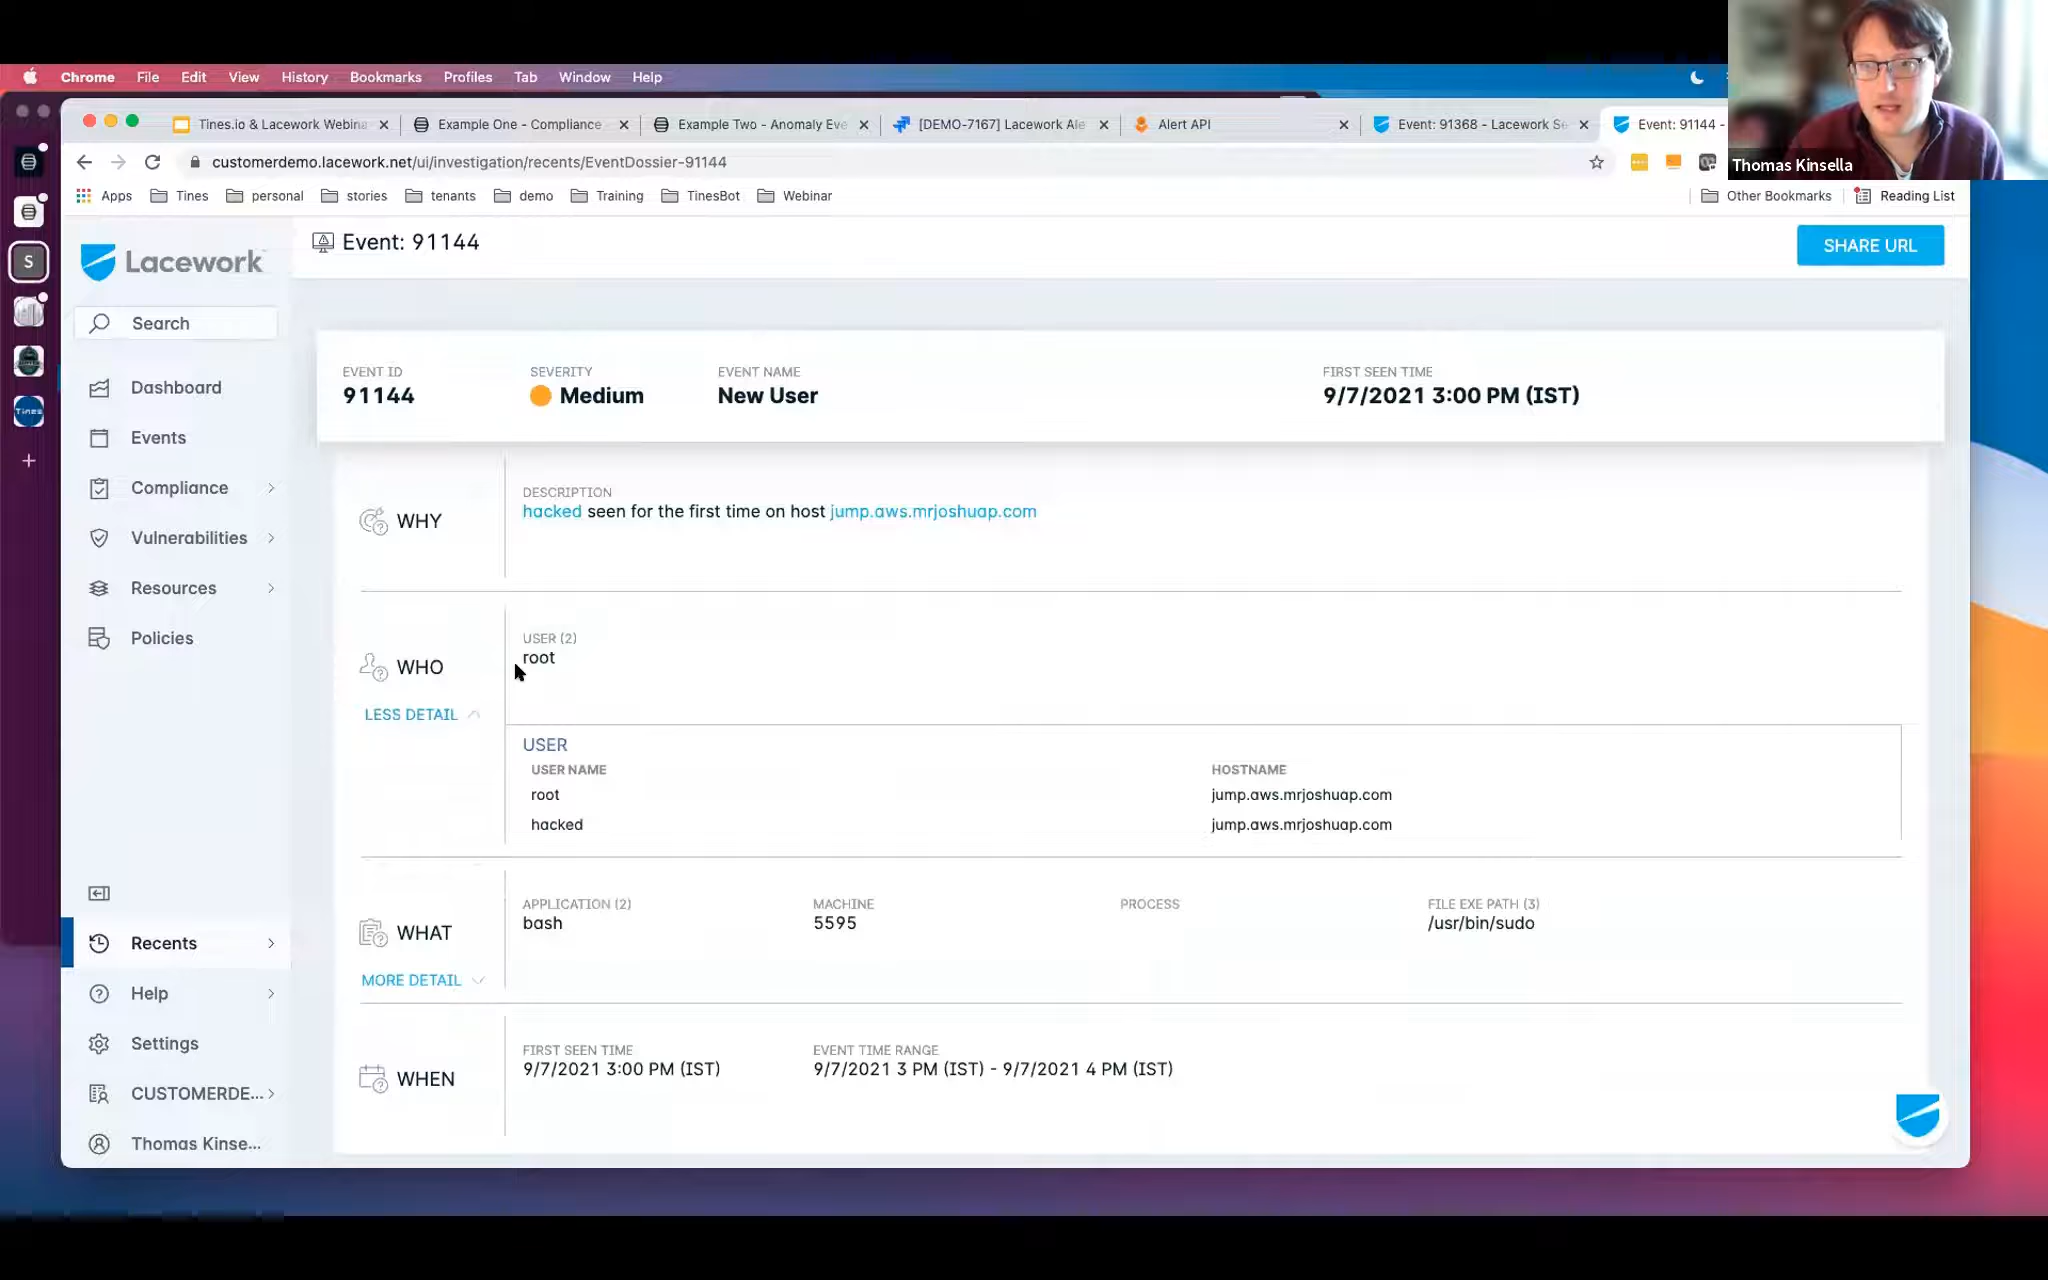 Chrome File Edit View History Bookmarks Profiles Tab Window Help
Tines.io & Lacework Webina
Example One - Compliance
Example Two - Anomaly Eve
[DEMO-7167] Lacework Ale
Alert API
Event: 91368 - Lacework Se
Event: 91144 -
Thomas Kinsella
customerdemo.lacework.net/ui/investigation/recents/EventDossier-91144
Apps Tines personal stories tenants demo Training TinesBot Webinar Other Bookmarks Reading List
S
Tines
Lacework
Event: 91144
SHARE URL
Search
Dashboard
Events
Compliance
Vulnerabilities
Resources
Policies
Recents
Help
Settings
CUSTOMERDE...
Thomas Kinse...
EVENT ID
91144
SEVERITY
Medium
EVENT NAME
New User
FIRST SEEN TIME
9/7/2021 3:00 PM (IST)
WHY
DESCRIPTION
hacked seen for the first time on host jump.aws.mrjoshuap.com
WHO
LESS DETAIL
USER (2)
root
USER
USER NAME HOSTNAME
root jump.aws.mrjoshuap.com
hacked jump.aws.mrjoshuap.com
WHAT
MORE DETAIL
APPLICATION (2) MACHINE PROCESS FILE EXE PATH (3)
bash 5595 /usr/bin/sudo
WHEN
FIRST SEEN TIME EVENT TIME RANGE
9/7/2021 3:00 PM (IST) 9/7/2021 3 PM (IST) - 9/7/2021 4 PM (IST)